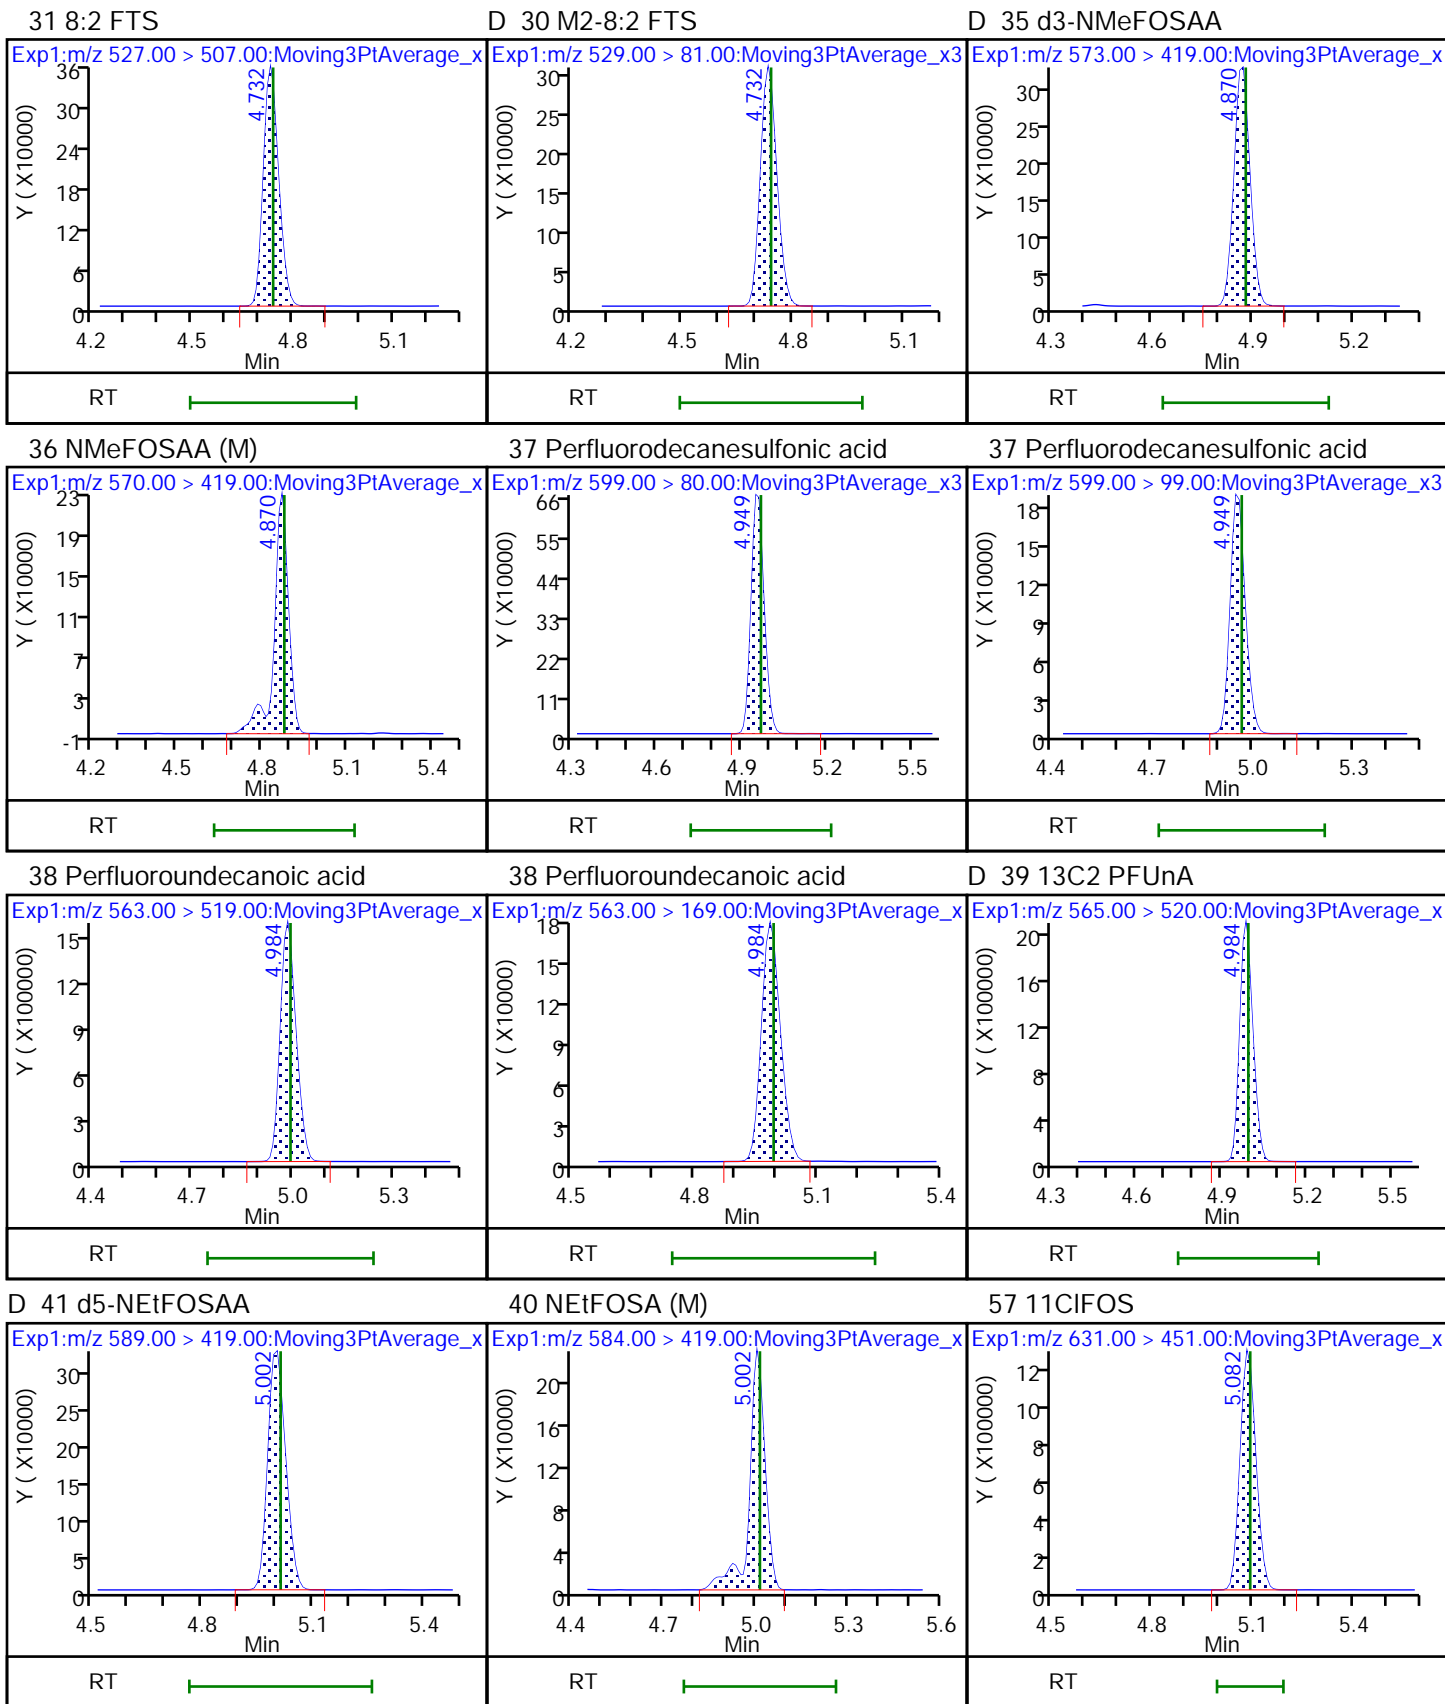 31 8:2 FTS
Exp1:m/z 527.00 > 507.00:Moving3PtAverage_x
Y ( X10000)
36
30
24
18
12
6
0
4.732
4.2 4.5 4.8 5.1
Min
RT
D 30 M2-8:2 FTS
Exp1:m/z 529.00 > 81.00:Moving3PtAverage_x3
Y ( X10000)
30
25
20
15
10
5
0
4.732
4.2 4.5 4.8 5.1
Min
RT
D 35 d3-NMeFOSAA
Exp1:m/z 573.00 > 419.00:Moving3PtAverage_x
Y ( X10000)
30
25
20
15
10
5
0
4.870
4.3 4.6 4.9 5.2
Min
RT
36 NMeFOSAA (M)
Exp1:m/z 570.00 > 419.00:Moving3PtAverage_x
Y ( X10000)
23
19
15
11
7
3
-1
4.870
4.2 4.5 4.8 5.1 5.4
Min
RT
37 Perfluorodecanesulfonic acid
Exp1:m/z 599.00 > 80.00:Moving3PtAverage_x3
Y ( X10000)
66
55
44
33
22
11
0
4.949
4.3 4.6 4.9 5.2 5.5
Min
RT
37 Perfluorodecanesulfonic acid
Exp1:m/z 599.00 > 99.00:Moving3PtAverage_x3
Y ( X10000)
18
15
12
9
6
3
0
4.949
4.4 4.7 5.0 5.3
Min
RT
38 Perfluoroundecanoic acid
Exp1:m/z 563.00 > 519.00:Moving3PtAverage_x
Y ( X100000)
15
12
9
6
3
0
4.984
4.4 4.7 5.0 5.3
Min
RT
38 Perfluoroundecanoic acid
Exp1:m/z 563.00 > 169.00:Moving3PtAverage_x
Y ( X10000)
18
15
12
9
6
3
0
4.984
4.5 4.8 5.1 5.4
Min
RT
D 39 13C2 PFUnA
Exp1:m/z 565.00 > 520.00:Moving3PtAverage_x
Y ( X100000)
20
16
12
8
4
0
4.984
4.3 4.6 4.9 5.2 5.5
Min
RT
D 41 d5-NEtFOSAA
Exp1:m/z 589.00 > 419.00:Moving3PtAverage_x
Y ( X10000)
30
25
20
15
10
5
0
5.002
4.5 4.8 5.1 5.4
Min
RT
40 NEtFOSA (M)
Exp1:m/z 584.00 > 419.00:Moving3PtAverage_x
Y ( X10000)
20
16
12
8
4
0
5.002
4.4 4.7 5.0 5.3 5.6
Min
RT
57 11ClFOS
Exp1:m/z 631.00 > 451.00:Moving3PtAverage_x
Y ( X100000)
12
10
8
6
4
2
0
5.082
4.5 4.8 5.1 5.4
Min
RT